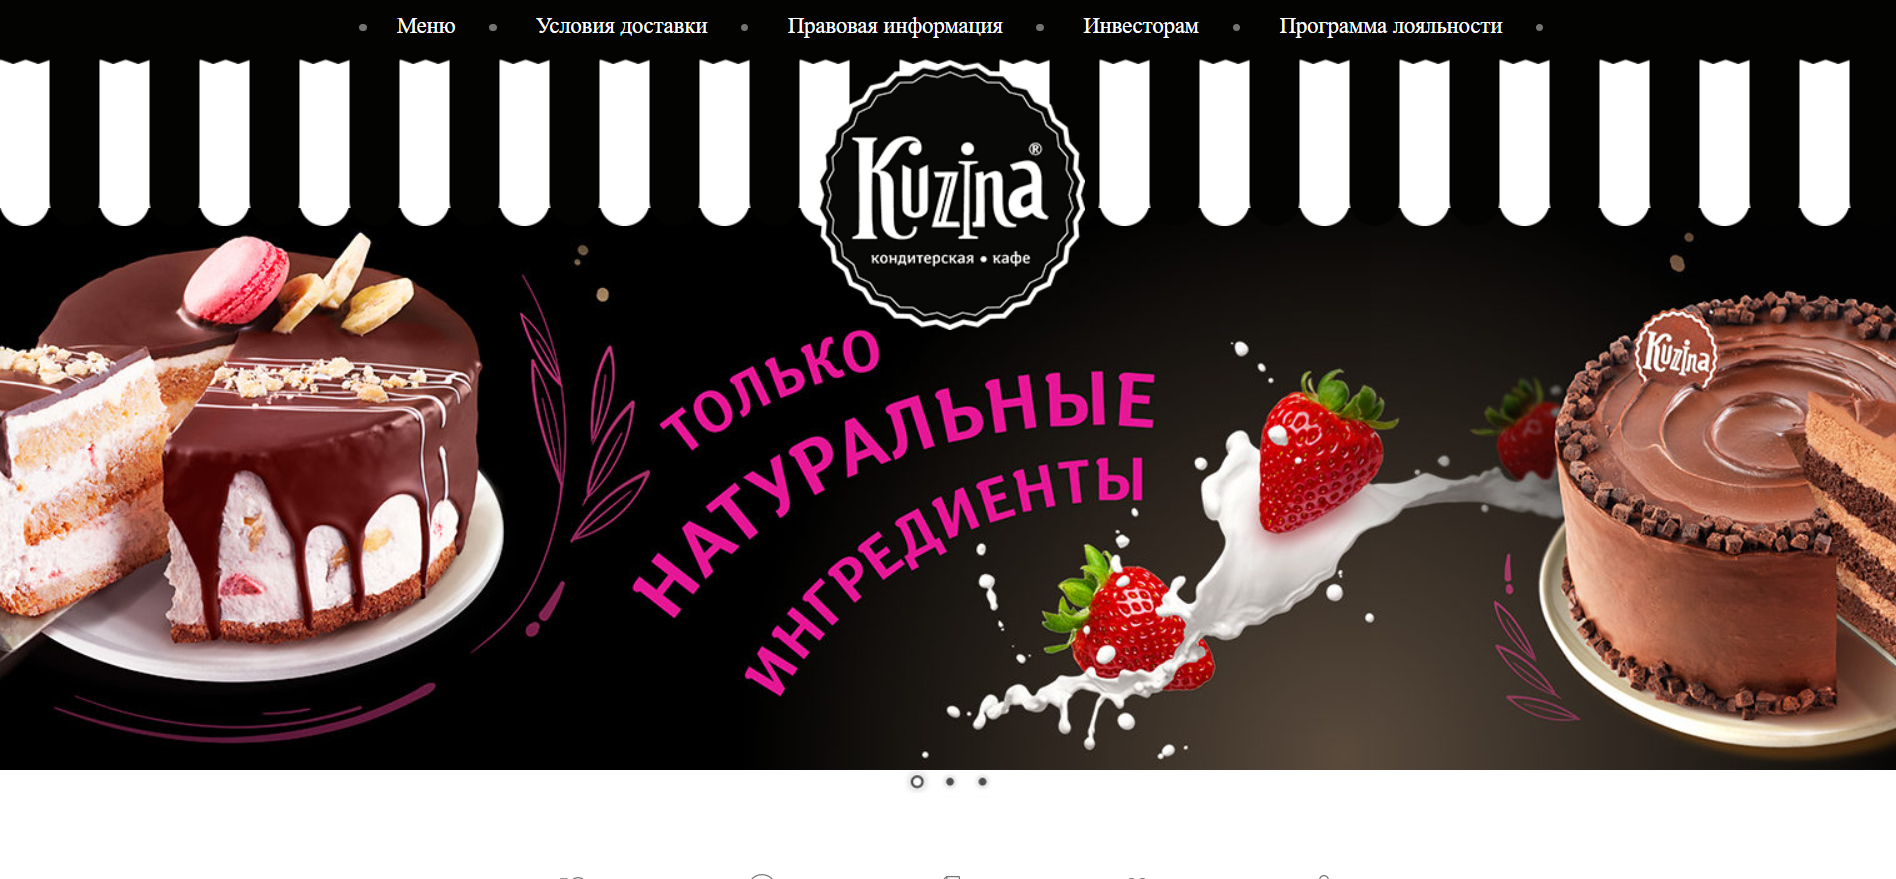 Меню
Условия доставки
Правовая информация
Инвесторам
Программа лояльности
Kuzina®
кондитерская • кафе
ТОЛЬКО
НАТУРАЛЬНЫЕ
ИНГРЕДИЕНТЫ
Kuzina